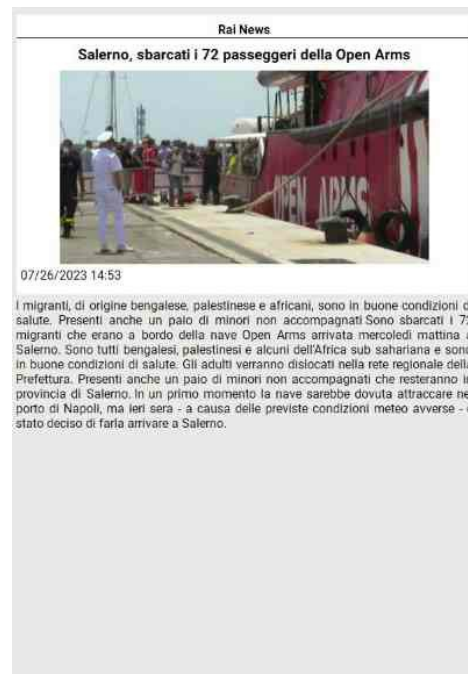 Rai News
Salerno, sbarcati i 72 passeggeri della Open Arms
OPEN ARMS
07/26/2023 14:53
I migranti, di origine bengalese, palestinese e africani, sono in buone condizioni d
salute. Presenti anche un paio di minori non accompagnati Sono sbarcati i 72
migranti che erano a bordo della nave Open Arms arrivata mercoledì mattina a
Salerno. Sono tutti bengalesi, palestinesi e alcuni dell'Africa sub sahariana e sono
in buone condizioni di salute. Gli adulti verranno dislocati nella rete regionale della
Prefettura. Presenti anche un paio di minori non accompagnati che resteranno in
provincia di Salerno. In un primo momento la nave sarebbe dovuta attraccare ne
porto di Napoli, ma ieri sera - a causa delle previste condizioni meteo avverse -
stato deciso di farla arrivare a Salerno.